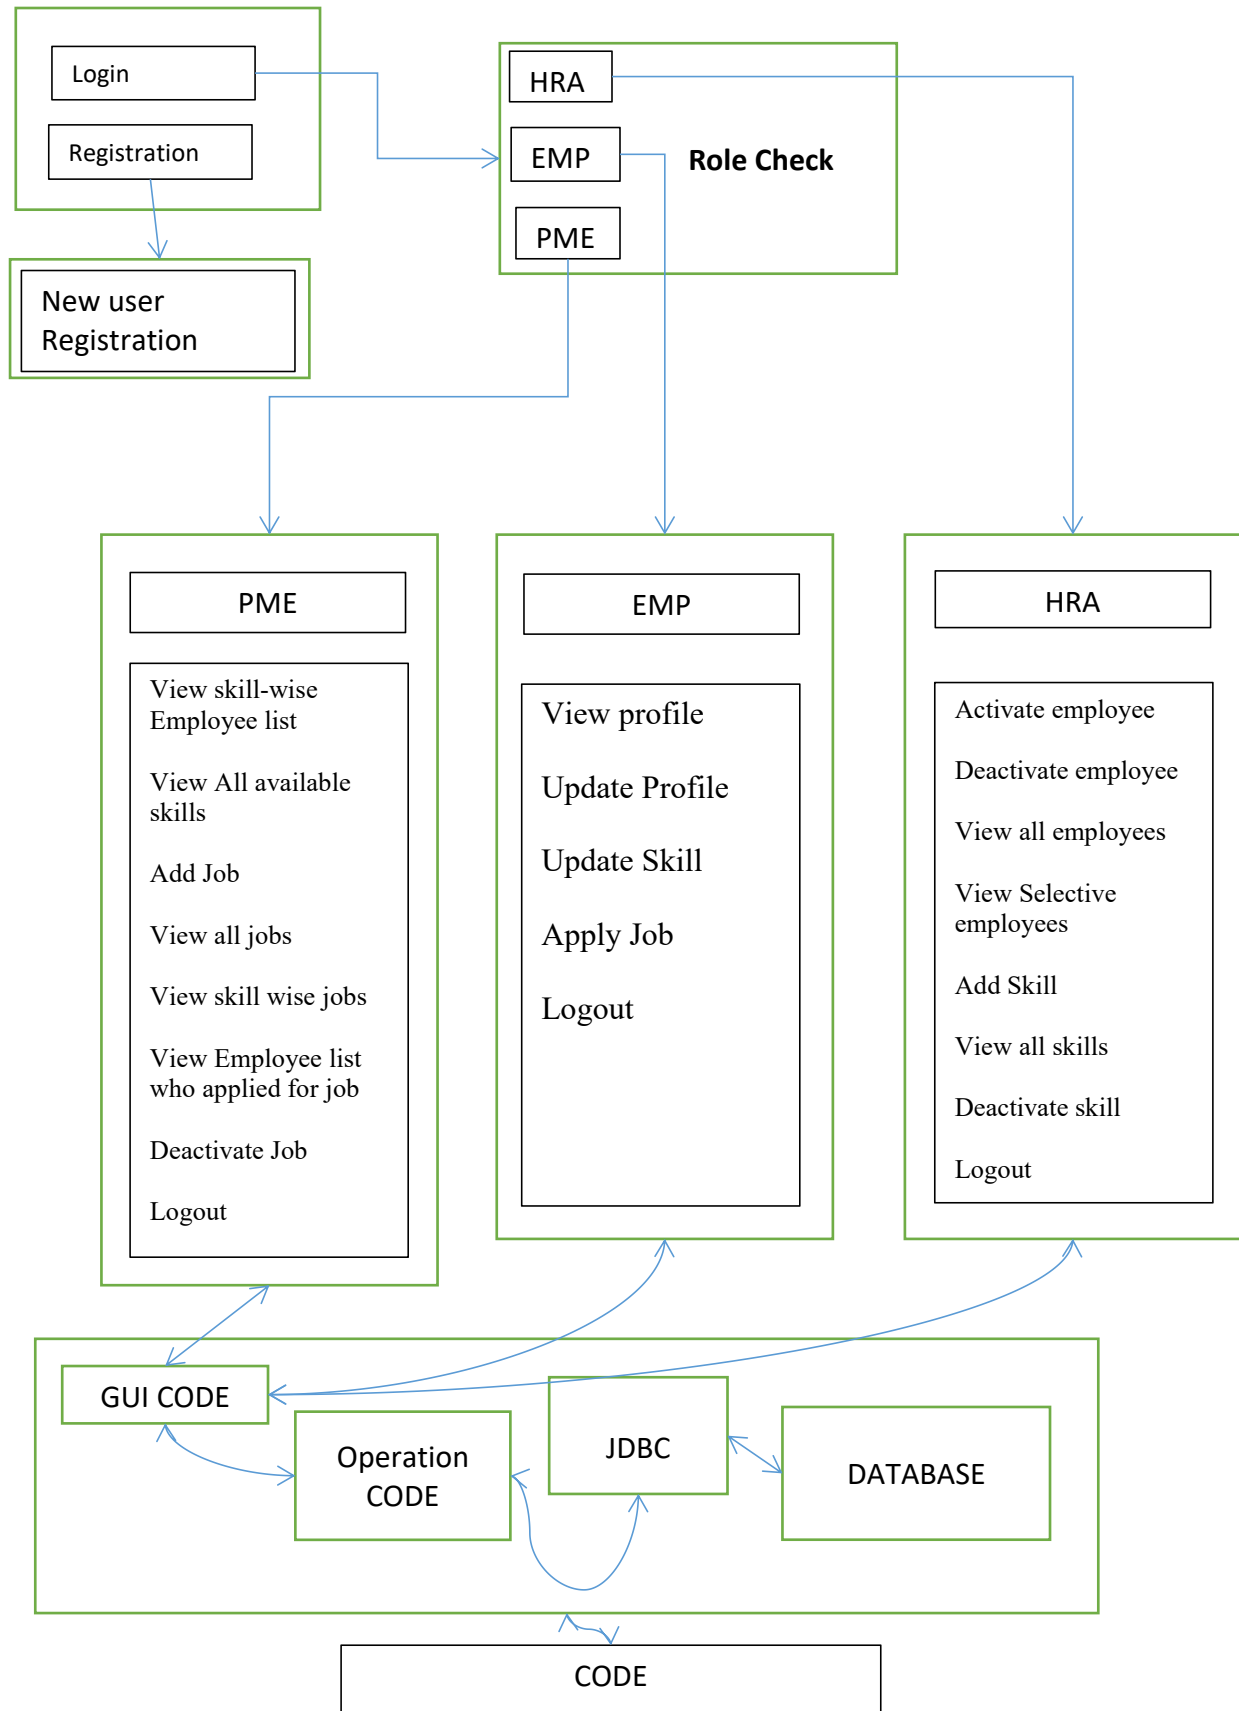 Login
Registration
HRA
EMP
PME
Role Check
New user
Registration
PME
View skill-wise
Employee list
View All available
skills
Add Job
View all jobs
View skill wise jobs
View Employee list
who applied for job
Deactivate Job
Logout
EMP
View profile
Update Profile
Update Skill
Apply Job
Logout
HRA
Activate employee
Deactivate employee
View all employees
View Selective
employees
Add Skill
View all skills
Deactivate skill
Logout
GUI CODE
Operation
CODE
JDBC
DATABASE
CODE